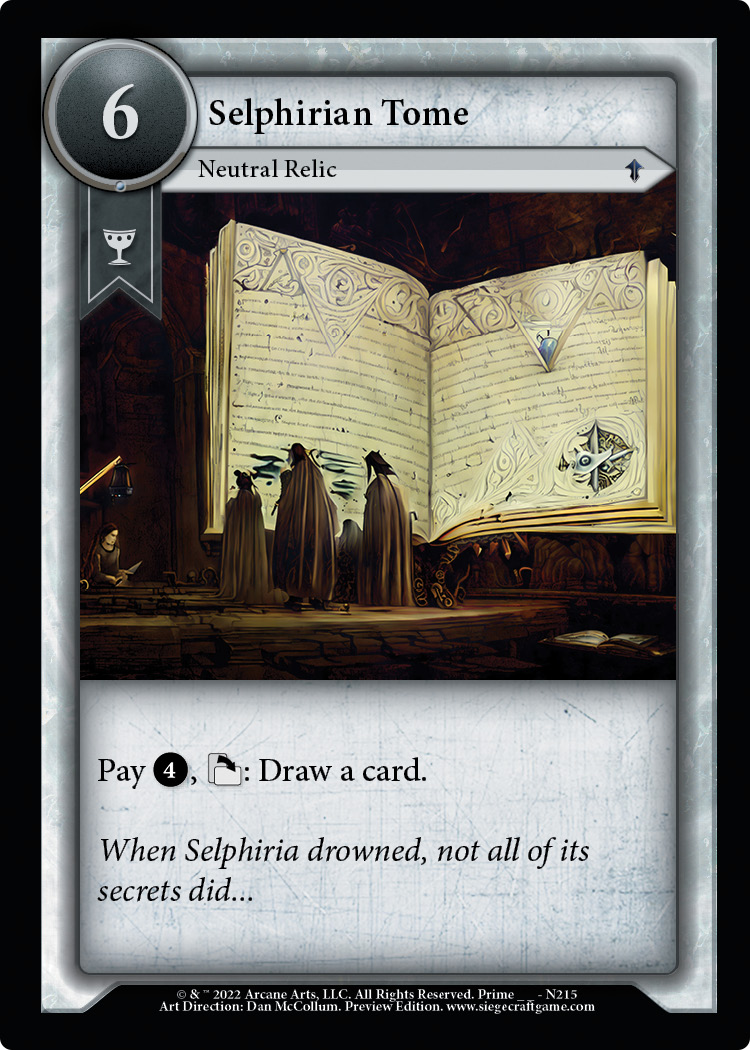 6
Selphirian Tome
Neutral Relic
Pay 4, : Draw a card.
When Selphiria drowned, not all of its
secrets did...
© & ™ 2022 Arcane Arts, LLC. All Rights Reserved. Prime _ _ - N215
Art Direction: Dan McCollum. Preview Edition. www.siegecraftgame.com